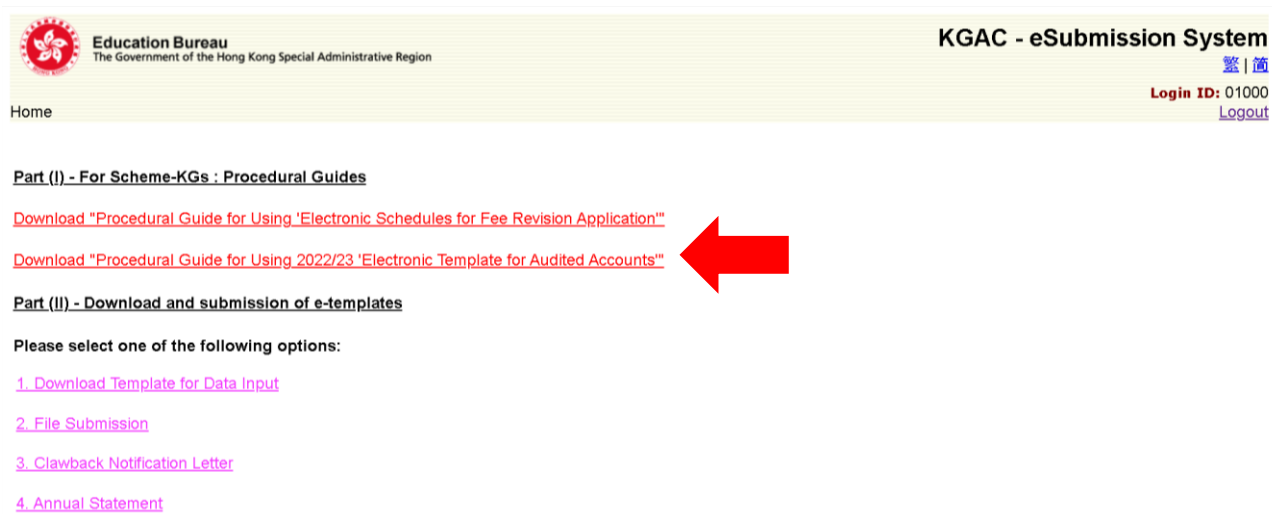 Education Bureau
The Government of the Hong Kong Special Administrative Region
KGAC - eSubmission System
繁 | 简
Login ID: 01000
Home
Logout
Part (I) - For Scheme-KGs : Procedural Guides
Download "Procedural Guide for Using 'Electronic Schedules for Fee Revision Application'"
Download "Procedural Guide for Using 2022/23 'Electronic Template for Audited Accounts'"
Part (II) - Download and submission of e-templates
Please select one of the following options:
1. Download Template for Data Input
2. File Submission
3. Clawback Notification Letter
4. Annual Statement